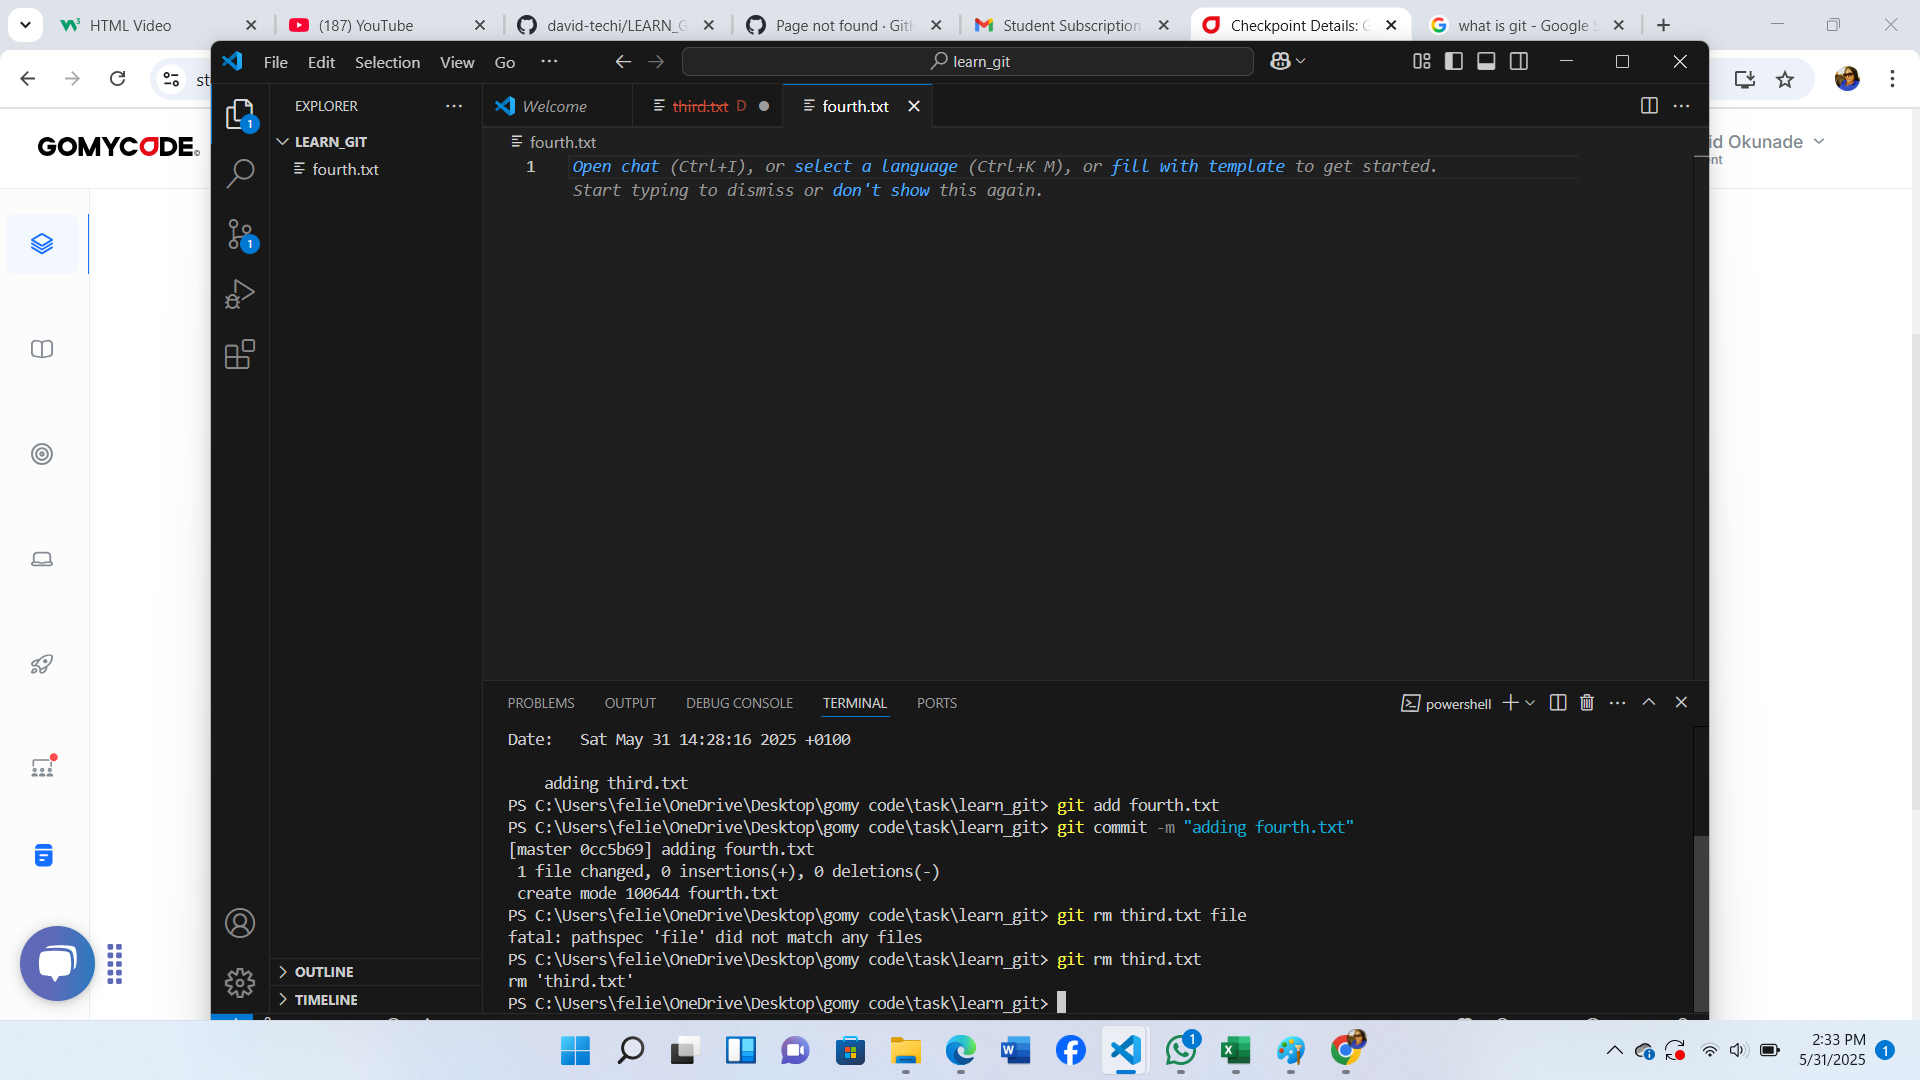 HTML Video
(187) YouTube
david-techi/LEARN_G
Page not found · Git
Student Subscription
Checkpoint Details: G
what is git - Google S
st
File Edit Selection View Go ···
learn_git
GOMYCODE
id Okunade
nt
EXPLORER
Welcome
third.txt D
fourth.txt
LEARN_GIT
fourth.txt
fourth.txt
1
1
1 Open chat (Ctrl+I), or select a language (Ctrl+K M), or fill with template to get started.
Start typing to dismiss or don't show this again.
PROBLEMS OUTPUT DEBUG CONSOLE TERMINAL PORTS
powershell
Date:   Sat May 31 14:28:16 2025 +0100
adding third.txt
PS C:\Users\felie\OneDrive\Desktop\gomy code\task\learn_git> git add fourth.txt
PS C:\Users\felie\OneDrive\Desktop\gomy code\task\learn_git> git commit -m "adding fourth.txt"
[master 0cc5b69] adding fourth.txt
1 file changed, 0 insertions(+), 0 deletions(-)
create mode 100644 fourth.txt
PS C:\Users\felie\OneDrive\Desktop\gomy code\task\learn_git> git rm third.txt file
fatal: pathspec 'file' did not match any files
PS C:\Users\felie\OneDrive\Desktop\gomy code\task\learn_git> git rm third.txt
rm 'third.txt'
PS C:\Users\felie\OneDrive\Desktop\gomy code\task\learn_git>
OUTLINE
TIMELINE
1
2:33 PM
5/31/2025
1